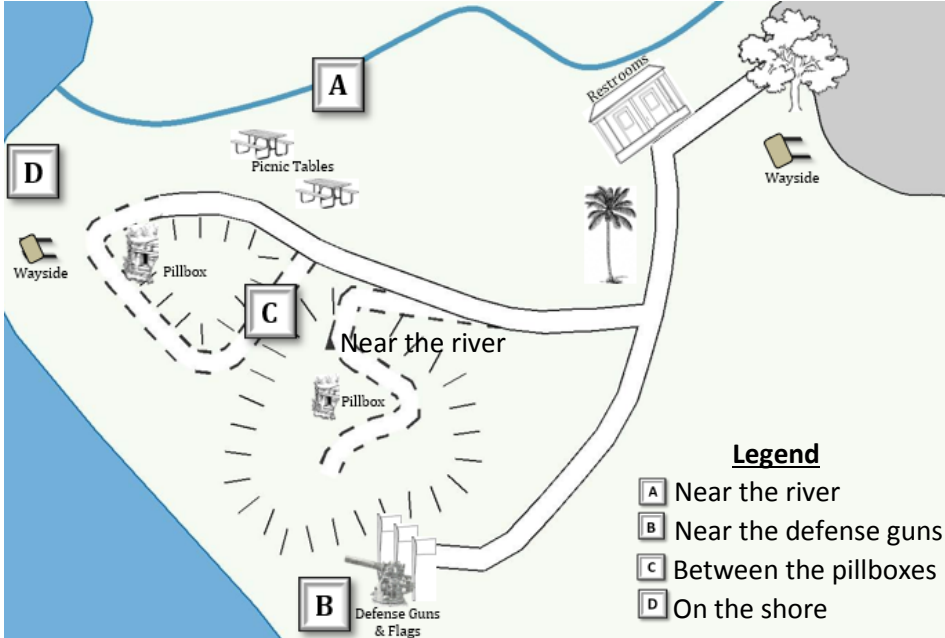 A
Restrooms
Picnic Tables
D
Wayside
Wayside
Pillbox
C
Near the river
Pillbox
Legend
A Near the river
B Near the defense guns
C Between the pillboxes
D On the shore
B
Defense Guns
& Flags